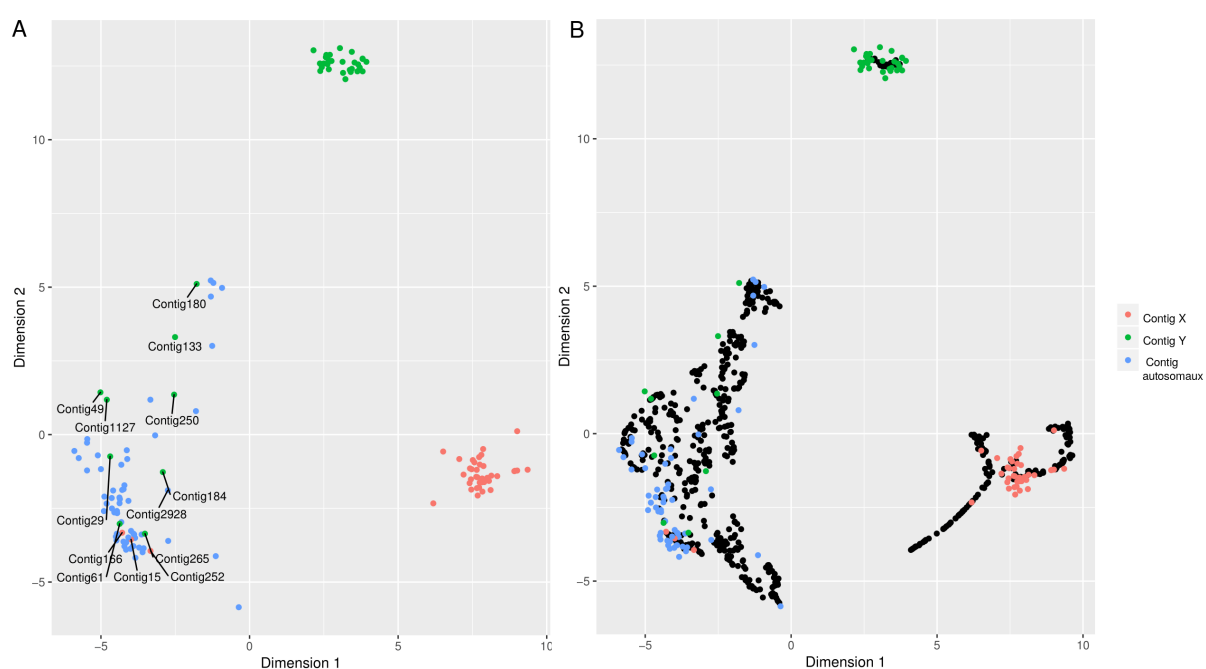 A
B
10
5
0
−5
Dimension 2
Contig180
Contig133
Contig49
Contig1127
Contig250
Contig184
Contig2928
Contig29
Contig166
Contig265
Contig61
Contig15
Contig252
−5
0
5
10
Dimension 1
10
5
0
−5
Dimension 2
−5
0
5
10
Dimension 1
Contig X
Contig Y
Contig
autosomaux